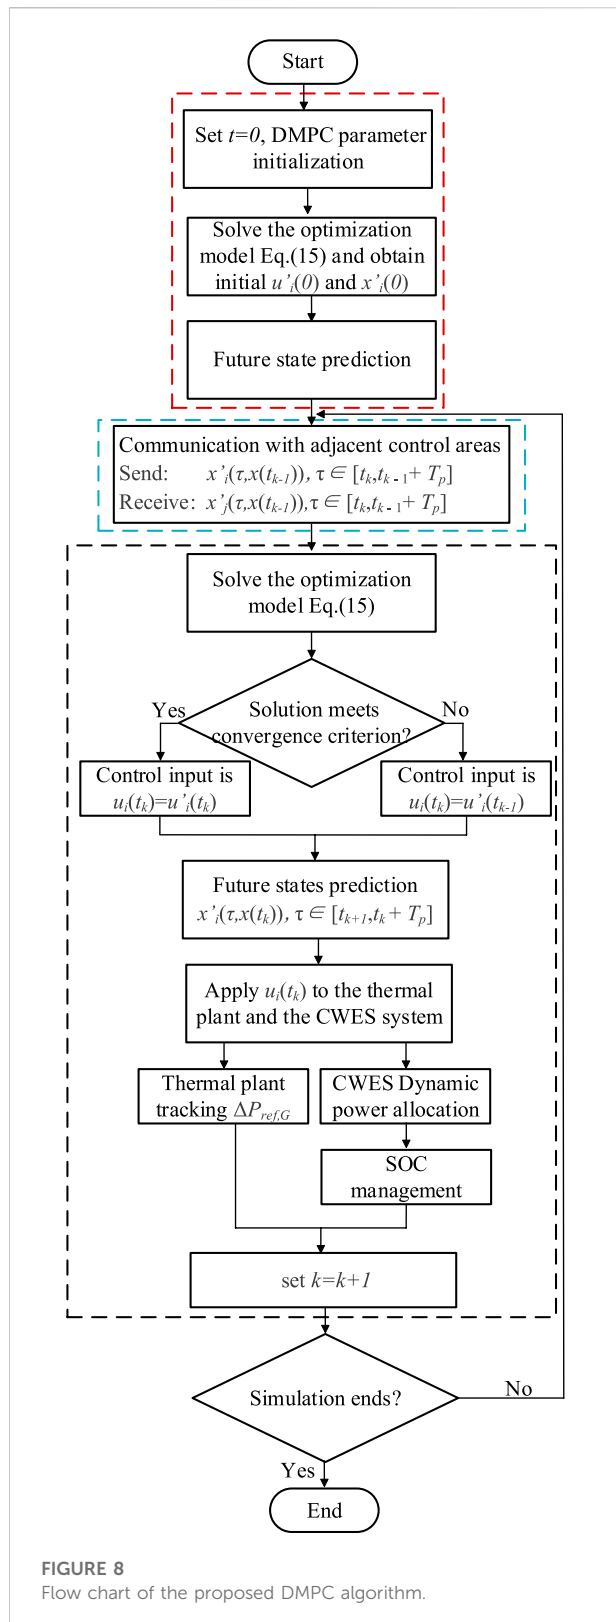 Start
Set t=0, DMPC parameter
initialization
Solve the optimization
model Eq.(15) and obtain
initial u'i(0) and x'i(0)
Future state prediction
Communication with adjacent control areas
Send: x'i(τ,x(tk-1)), τ ∈ [tk,tk-1+ Tp]
Receive: x'j(τ,x(tk-1)),τ ∈ [tk,tk-1+ Tp]
Solve the optimization
model Eq.(15)
Yes
No
Solution meets
convergence criterion?
Control input is
ui(tk)=u'i(tk)
Control input is
ui(tk)=u'i(tk-1)
Future states prediction
x'i(τ,x(tk)), τ ∈ [tk+1,tk + Tp]
Apply ui(tk) to the thermal
plant and the CWES system
Thermal plant
tracking ΔPref,G
CWES Dynamic
power allocation
SOC
management
set k=k+1
Simulation ends?
No
Yes
End
FIGURE 8
Flow chart of the proposed DMPC algorithm.